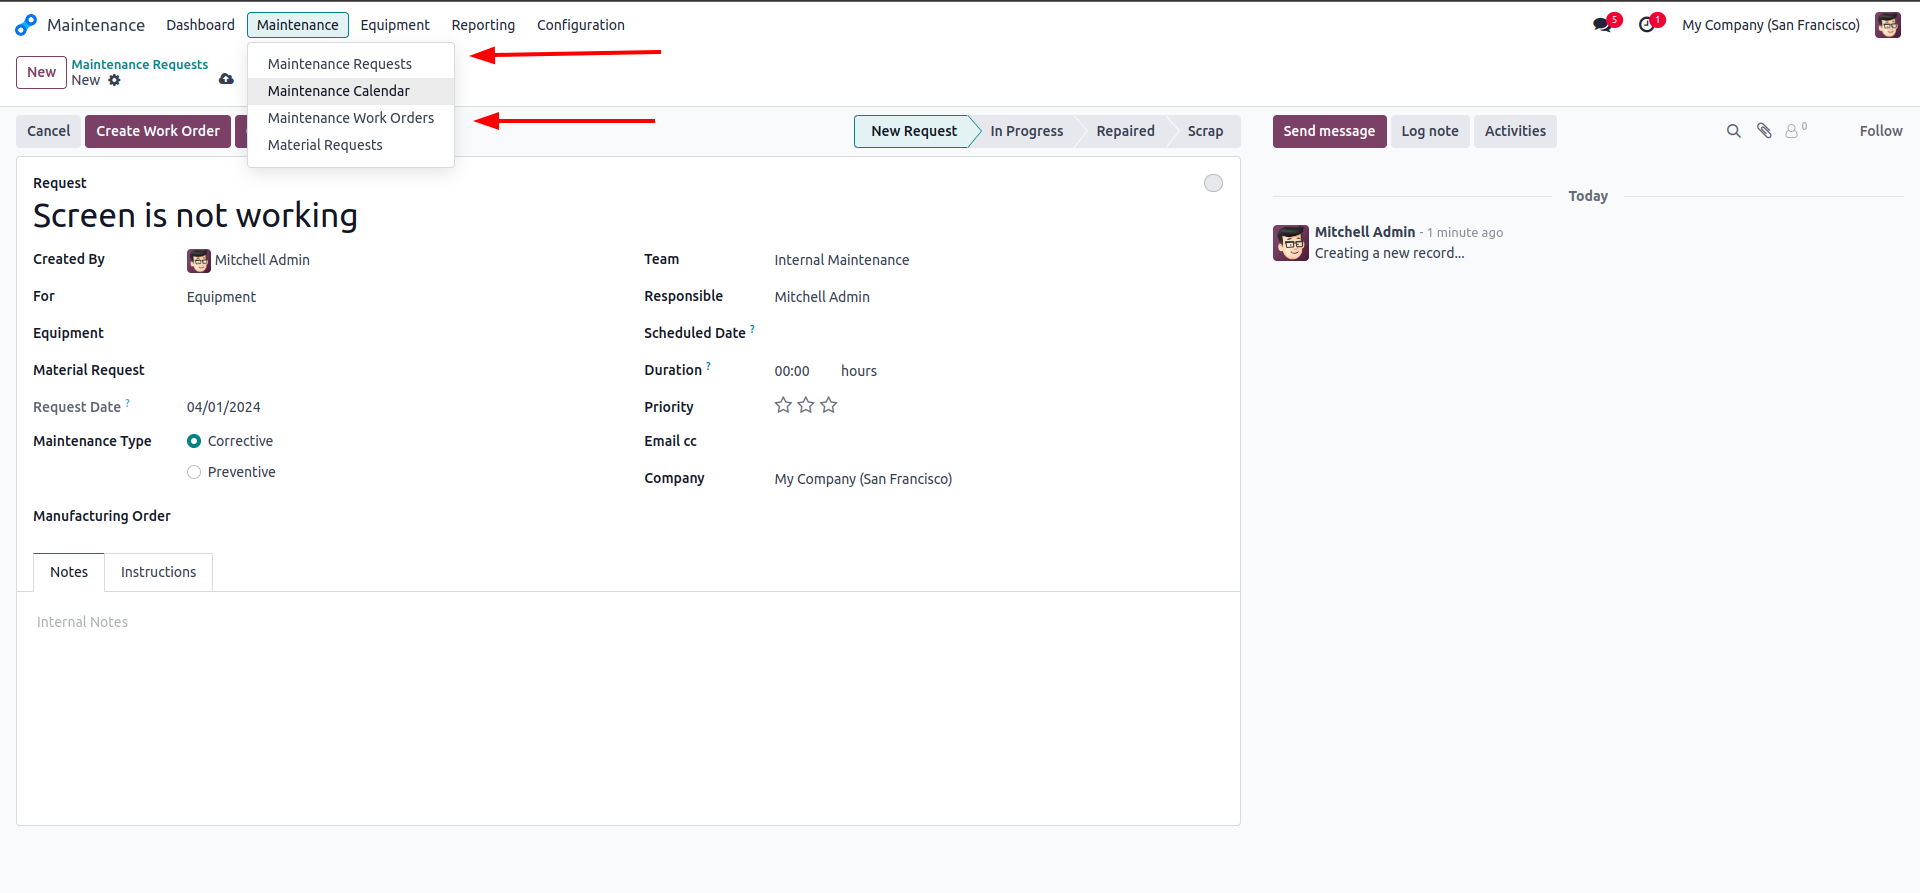 Maintenance Dashboard Maintenance Equipment Reporting Configuration 5 1 My Company (San Francisco)
New Maintenance Requests
New
Maintenance Requests
Maintenance Calendar
Maintenance Work Orders
Material Requests
Cancel Create Work Order New Request In Progress Repaired Scrap Send message Log note Activities 0 Follow
Request
Screen is not working
Created By Mitchell Admin Team Internal Maintenance
For Equipment Responsible Mitchell Admin
Equipment Scheduled Date ?
Material Request Duration ? 00:00 hours
Request Date ? 04/01/2024 Priority
Maintenance Type Corrective Email cc
Preventive Company My Company (San Francisco)
Manufacturing Order
Notes Instructions
Internal Notes
Today
Mitchell Admin - 1 minute ago
Creating a new record...